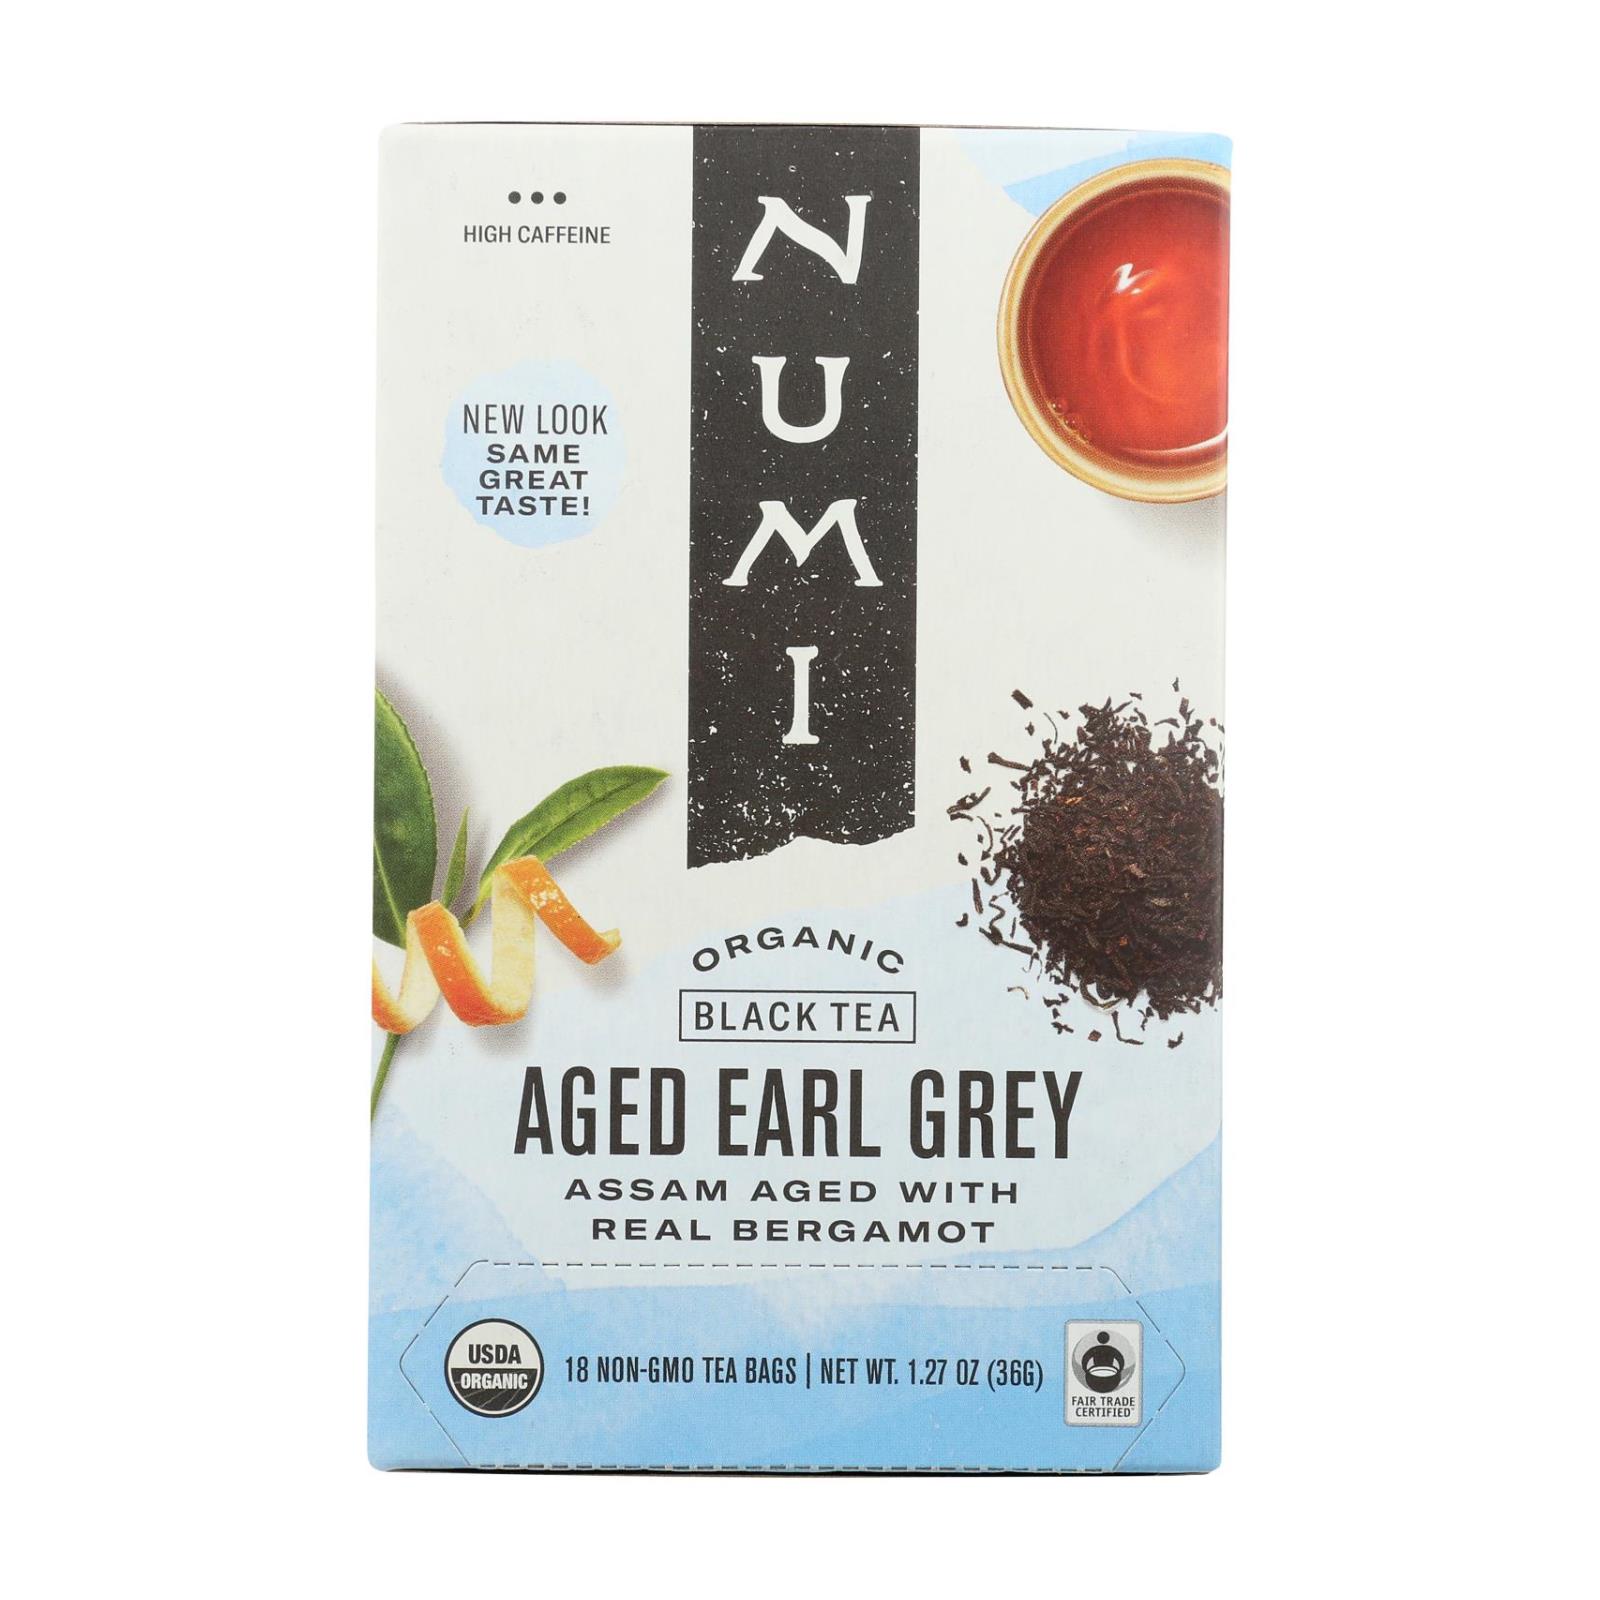 HIGH CAFFEINE
NUMI
NEW LOOK
SAME
GREAT
TASTE!
ORGANIC
BLACK TEA
AGED EARL GREY
ASSAM AGED WITH
REAL BERGAMOT
USDA
ORGANIC
18 NON-GMO TEA BAGS | NET WT. 1.27 OZ (36G)
FAIR TRADE
CERTIFIED™